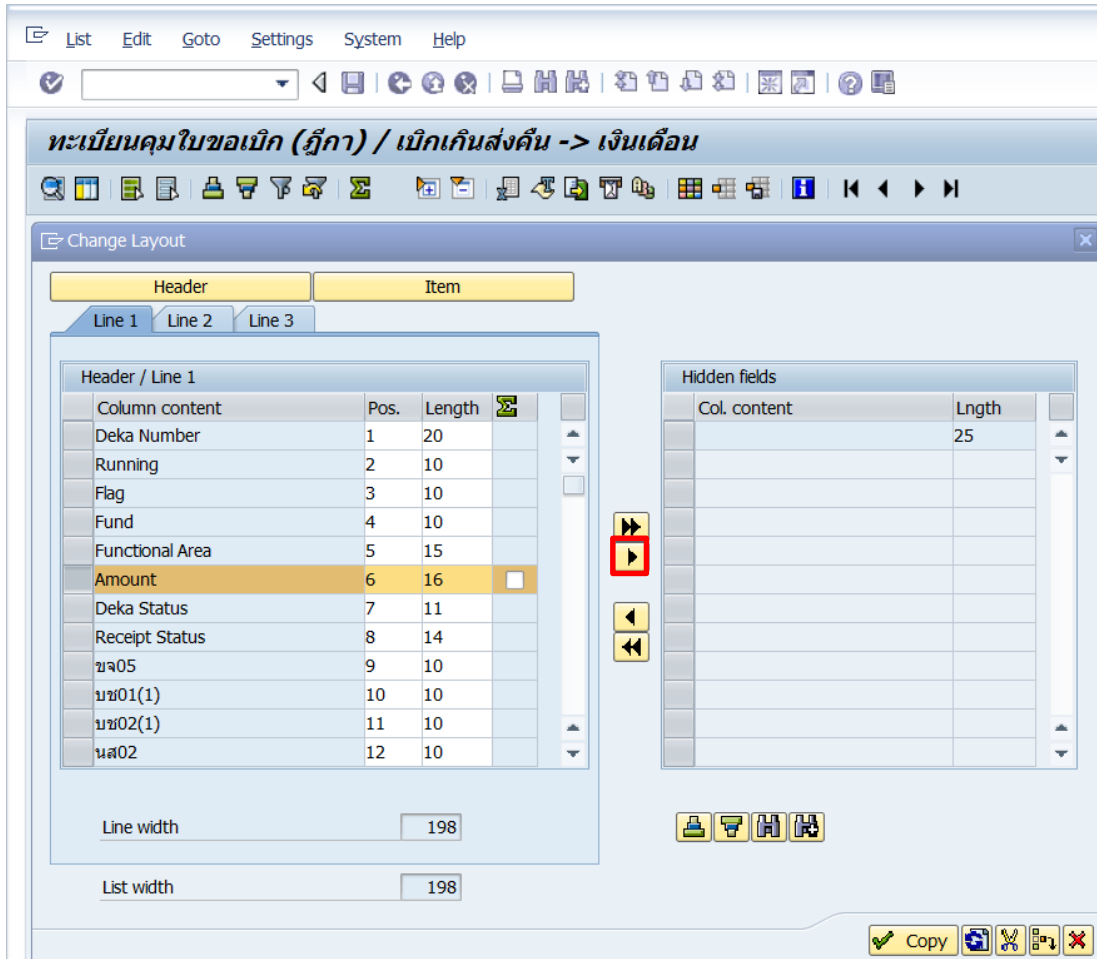 List Edit Goto Settings System Help
ทะเบียนคุมใบขอเบิก (ฎีกา) / เบิกเกินส่งคืน -> เงินเดือน
Change Layout
Header Item
Line 1 Line 2 Line 3
Header / Line 1
Column content Pos. Length
Deka Number 1 20
Running 2 10
Flag 3 10
Fund 4 10
Functional Area 5 15
Amount 6 16
Deka Status 7 11
Receipt Status 8 14
ขจ05 9 10
บช01(1) 10 10
บช02(1) 11 10
นส02 12 10
Line width 198
List width 198
Hidden fields
Col. content Lngth
25
Copy